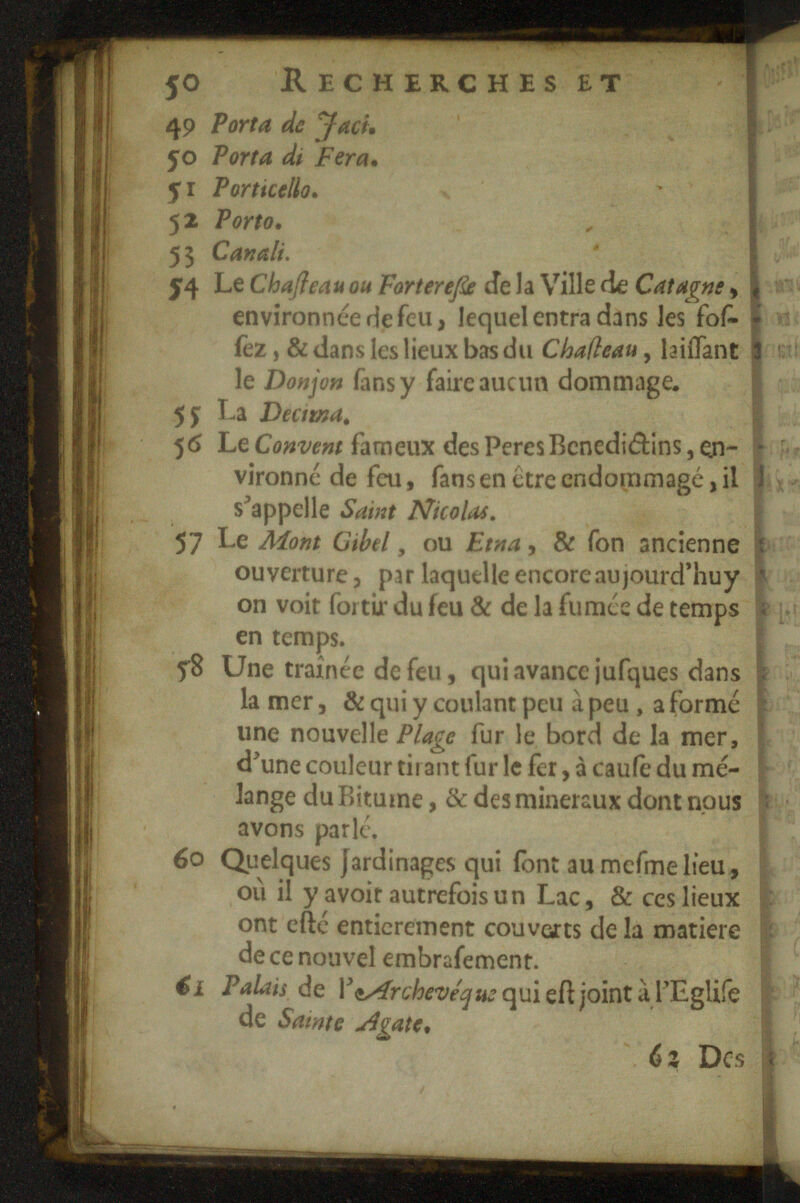 50 RECHERCHES ET
49 Porta de Jaci.
50 Porta di Fera.
51 Porticello.
52 Porto.
53 Canali.
54 Le Chasteau ou Forteresse de la Ville de Catagne,
environnée de feu, lequel entra dans les fos-
sez, & dans les lieux bas du Chasteau, laissant
le Donjon sans y faire aucun dommage.
55 La Decima.
56 Le Convent fameux des Peres Benedictins, en-
vironné de feu, sans en être endommagé, il
s'appelle Saint Nicolas.
57 Le Mont Gibel, ou Etna, & son ancienne
ouverture, par laquelle encore aujourd'huy
on voit sortir du feu & de la fumée de temps
en temps.
58 Une traînée de feu, qui avance jusques dans
la mer, & qui y coulant peu à peu, a formé
une nouvelle Plage sur le bord de la mer,
d'une couleur tirant sur le fer, à cause du mé-
lange du Bitume, & des mineraux dont nous
avons parlé.
60 Quelques Jardinages qui sont au mesme lieu,
où il y avoit autrefois un Lac, & ces lieux
ont esté entierement couverts de la matiere
de ce nouvel embrasement.
61 Palais de l'Archevéque qui est joint à l'Eglise
de Sainte Agate.
62 Des